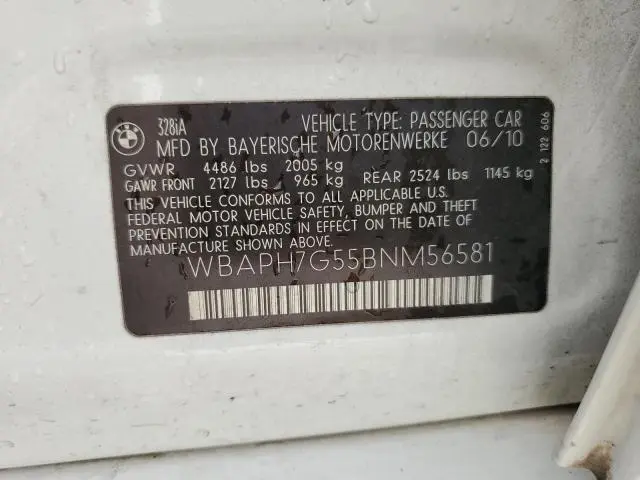 328iA VEHICLE TYPE: PASSENGER CAR
MFD BY BAYERISCHE MOTORENWERKE 06/10
GVWR 4486 lbs 2005 kg
GAWR FRONT 2127 lbs 965 kg REAR 2524 lbs 1145 kg
THIS VEHICLE CONFORMS TO ALL APPLICABLE U.S.
FEDERAL MOTOR VEHICLE SAFETY, BUMPER AND THEFT
PREVENTION STANDARDS IN EFFECT ON THE DATE OF
MANUFACTURE SHOWN ABOVE.
WBAPH7G55BNM56581
2 122 606